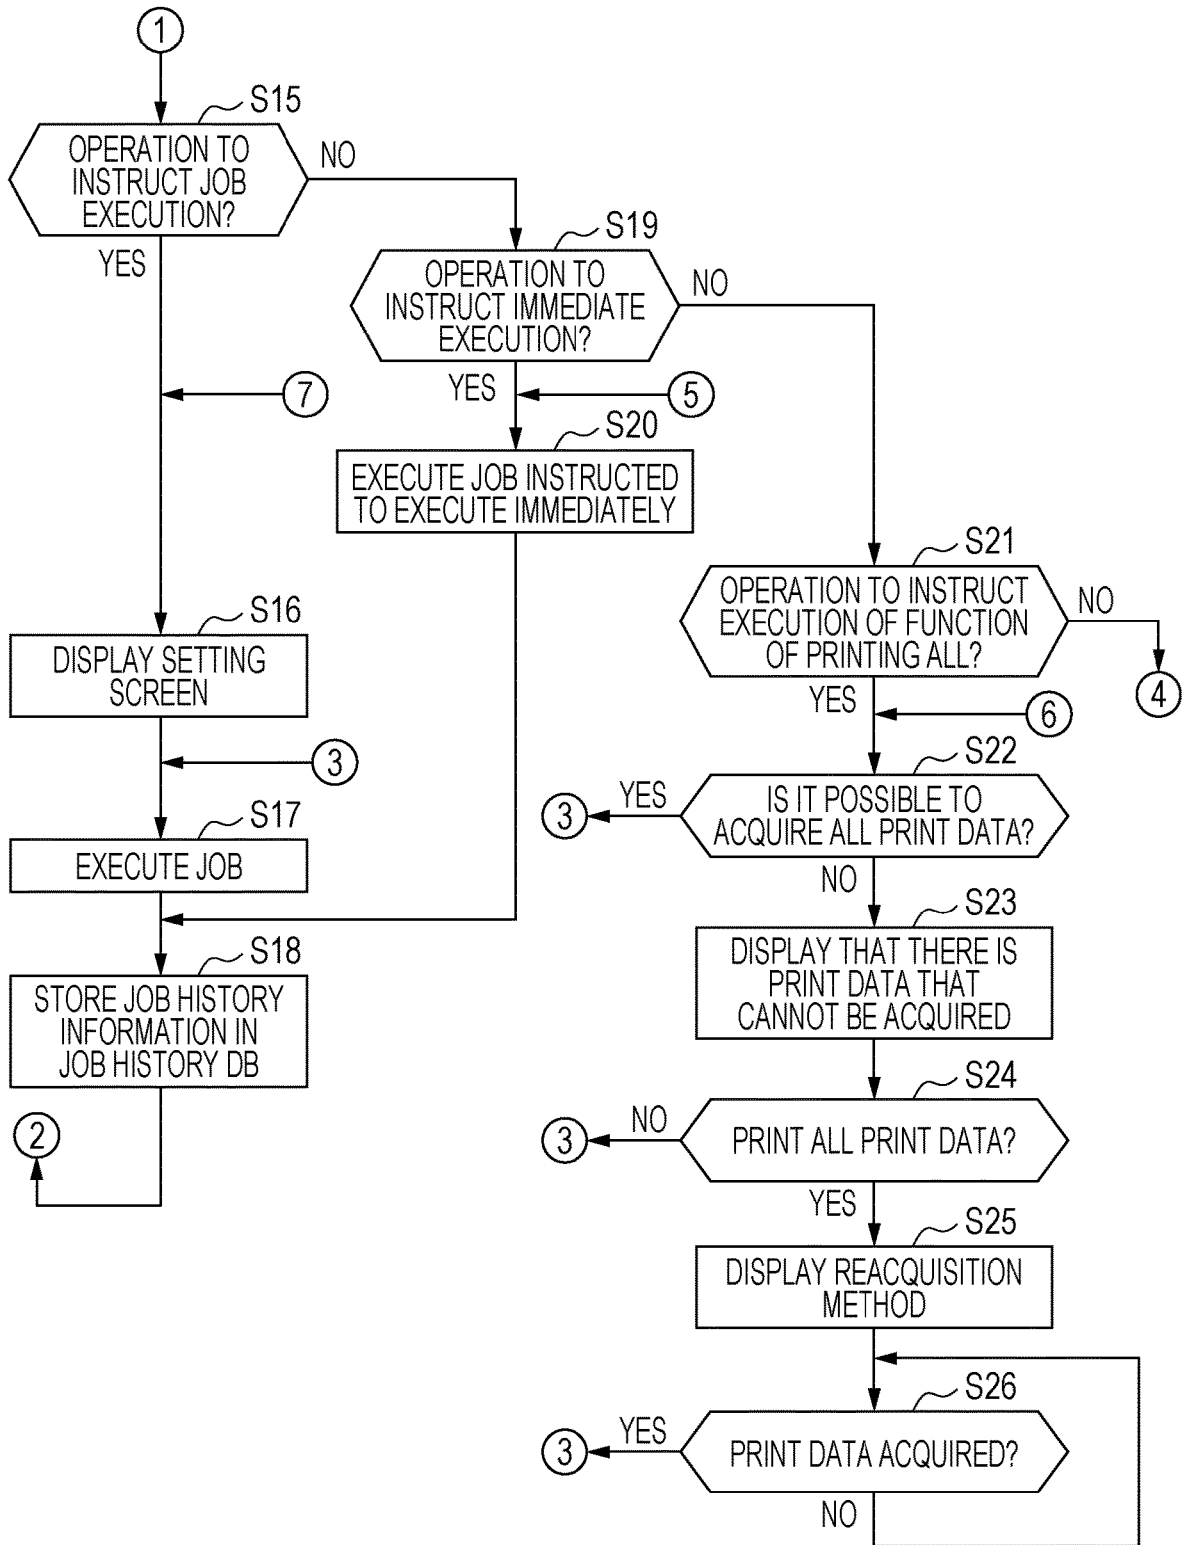 1
S15
OPERATION TO
INSTRUCT JOB
EXECUTION?
NO
YES
S19
OPERATION TO
INSTRUCT IMMEDIATE
EXECUTION?
NO
YES
7
5
S20
EXECUTE JOB INSTRUCTED
TO EXECUTE IMMEDIATELY
S21
OPERATION TO INSTRUCT
EXECUTION OF FUNCTION
OF PRINTING ALL?
NO
YES
4
6
S16
DISPLAY SETTING
SCREEN
3
S22
IS IT POSSIBLE TO
ACQUIRE ALL PRINT DATA?
YES
3
NO
S17
EXECUTE JOB
S23
DISPLAY THAT THERE IS
PRINT DATA THAT
CANNOT BE ACQUIRED
S18
STORE JOB HISTORY
INFORMATION IN
JOB HISTORY DB
2
S24
PRINT ALL PRINT DATA?
NO
3
YES
S25
DISPLAY REACQUISITION
METHOD
S26
PRINT DATA ACQUIRED?
YES
3
NO